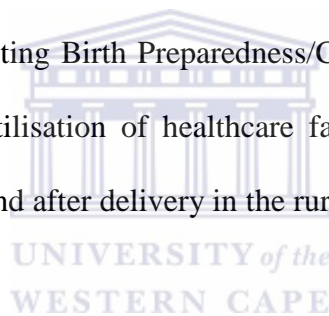 ting Birth Preparedness/C
tilisation of healthcare fa
nd after delivery in the rur
UNIVERSITY of the
WESTERN CAPE